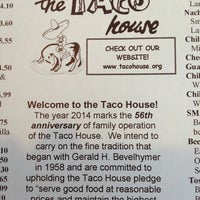 the TACO
house
CHECK OUT OUR
WEBSITE!
www.tacohouse.org
Welcome to the Taco House!
The year 2014 marks the 56th
anniversary of family operation
of the Taco House. We intend to
carry on the fine tradition that
began with Gerald H. Bevelhymer
in 1958 and are committed to
upholding the Taco House pledge
to "serve good food at reasonable
prices and maintain the highest